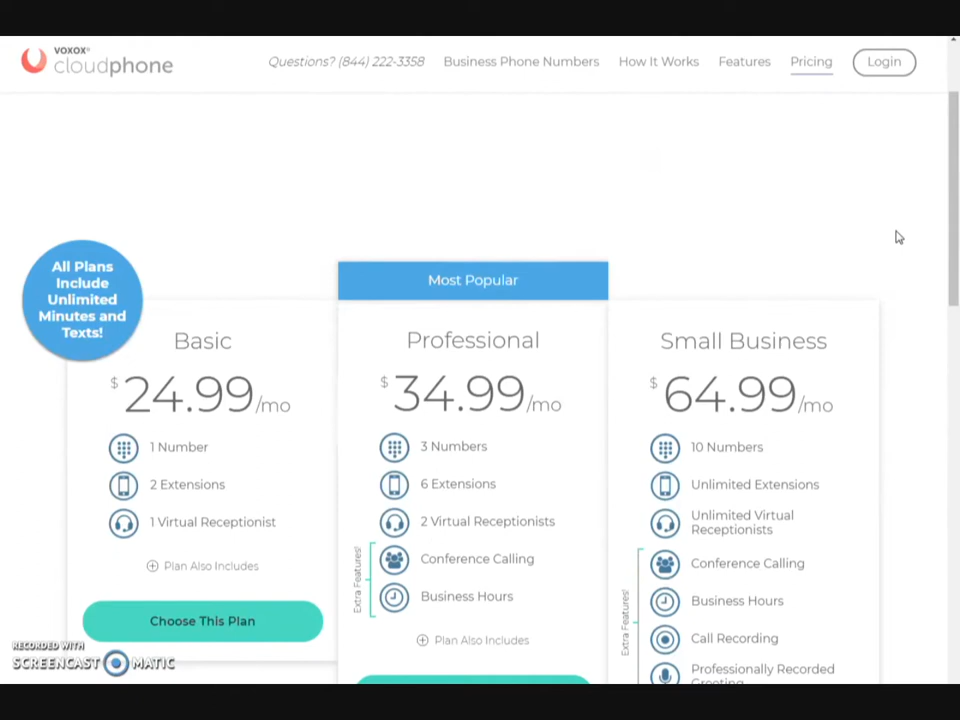 VOXOX®
cloudphone
Questions? (844) 222-3358 Business Phone Numbers How It Works Features Pricing Login
All Plans
Include
Unlimited
Minutes and
Texts!
Most Popular
Basic
$24.99/mo
1 Number
2 Extensions
1 Virtual Receptionist
Plan Also Includes
Choose This Plan
Professional
$34.99/mo
3 Numbers
6 Extensions
2 Virtual Receptionists
Extra Features!
Conference Calling
Business Hours
Plan Also Includes
Small Business
$64.99/mo
10 Numbers
Unlimited Extensions
Unlimited Virtual
Receptionists
Extra Features!
Conference Calling
Business Hours
Call Recording
Professionally Recorded
Greeting
RECORDED WITH
SCREENCAST MATIC